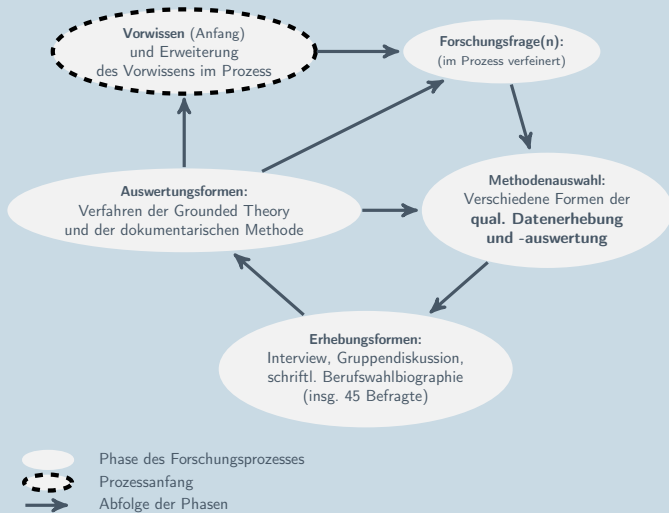 Vorwissen (Anfang)
und Erweiterung
des Vorwissens im Prozess
Forschungsfrage(n):
(im Prozess verfeinert)
Auswertungsformen:
Verfahren der Grounded Theory
und der dokumentarischen Methode
Methodenauswahl:
Verschiedene Formen der
qual. Datenerhebung
und -auswertung
Erhebungsformen:
Interview, Gruppendiskussion,
schriftl. Berufswahlbiographie
(insg. 45 Befragte)
Phase des Forschungsprozesses
Prozessanfang
Abfolge der Phasen